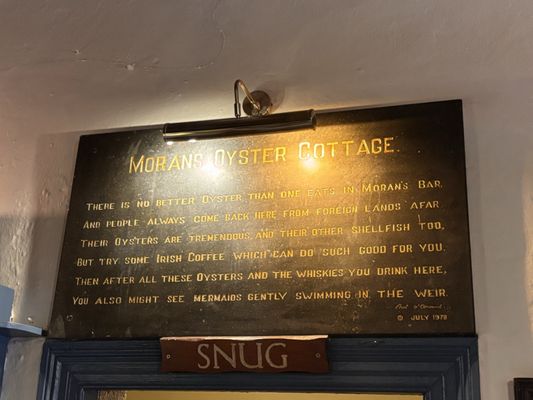 MORANS OYSTER COTTAGE.
THERE IS NO BETTER OYSTER, THAN ONE EATS IN MORAN'S BAR,
AND PEOPLE ALWAYS COME BACK HERE FROM FOREIGN LANDS AFAR
THEIR OYSTERS ARE TREMENDOUS, AND THEIR OTHER SHELLFISH TOO,
BUT TRY SOME IRISH COFFEE WHICH CAN DO SUCH GOOD FOR YOU.
THEN AFTER ALL THESE OYSTERS AND THE WHISKIES YOU DRINK HERE,
YOU ALSO MIGHT SEE MERMAIDS GENTLY SWIMMING IN THE WEIR.
© JULY 1978
SNUG